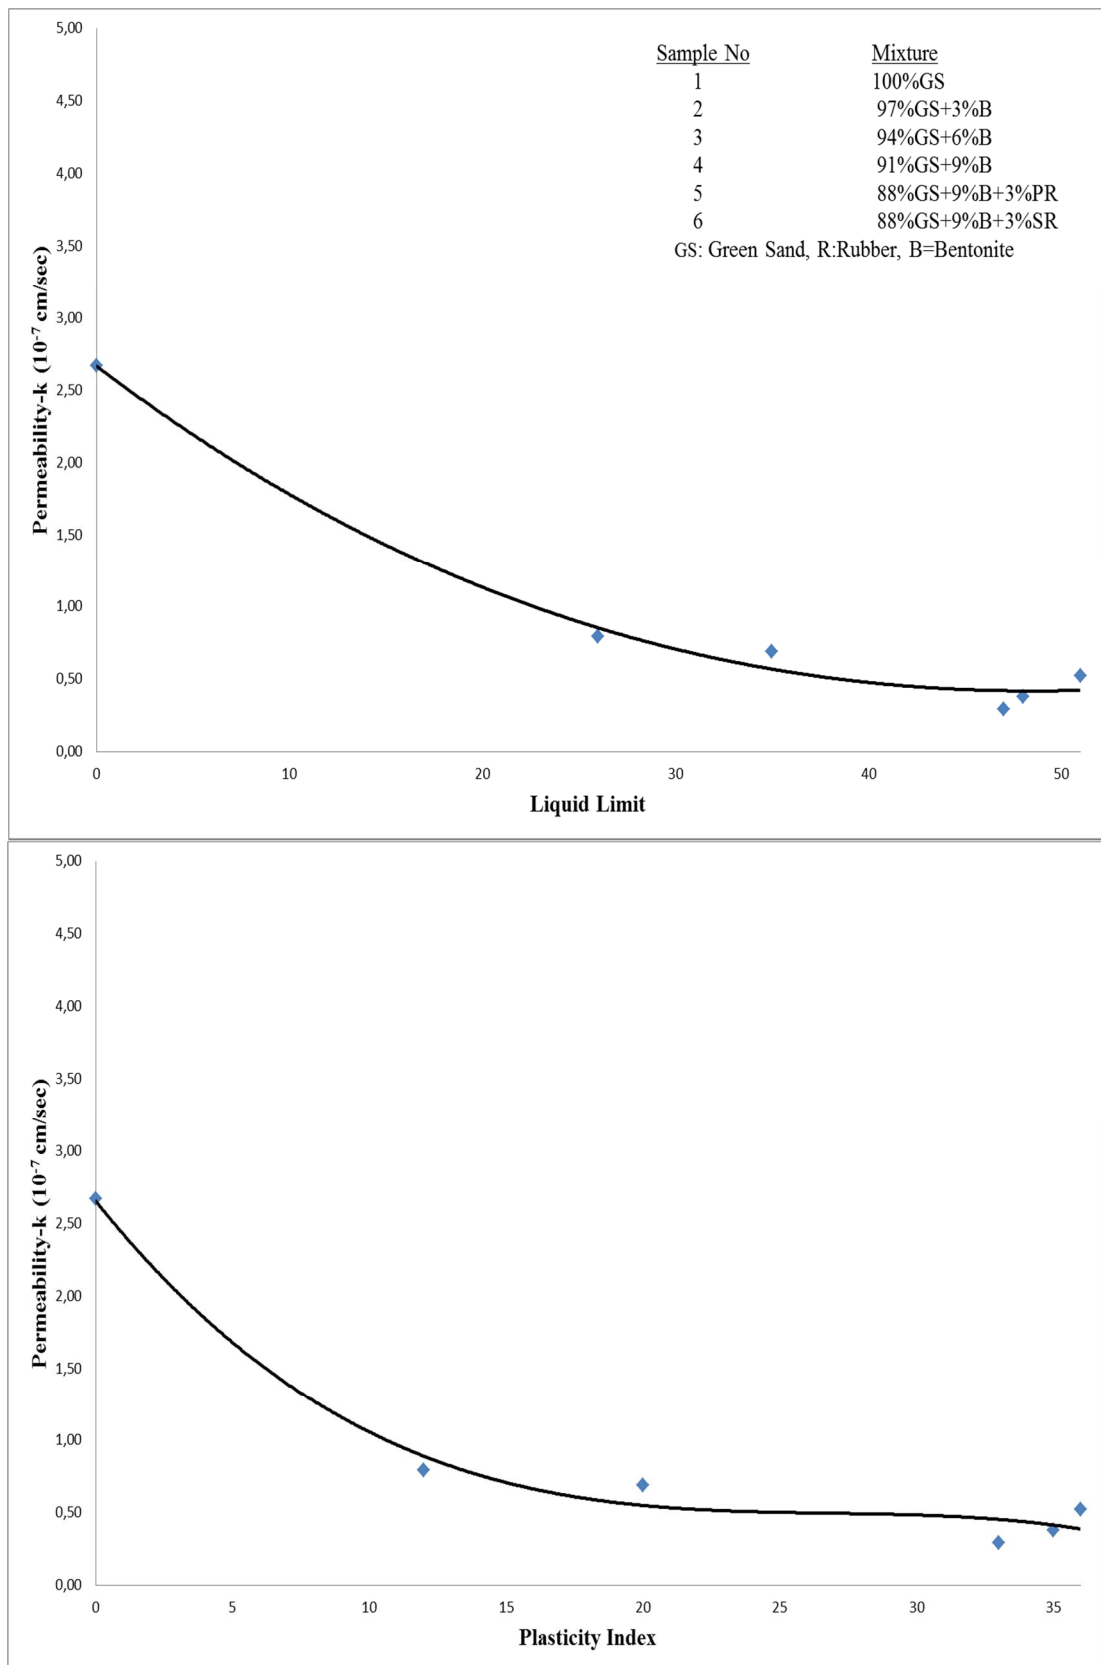 5,00
Sample No Mixture
1 100%GS
4,50
2 97%GS+3%B
3 94%GS+6%B
4 91%GS+9%B
4,00
5 88%GS+9%B+3%PR
6 88%GS+9%B+3%SR
3,50
GS: Green Sand, R:Rubber, B=Bentonite
3,00
2,50
2,00
1,50
1,00
0,50
0,00
Permeability-k (10-7 cm/sec)
0 10 20 30 40 50
Liquid Limit
5,00
4,50
4,00
3,50
3,00
2,50
2,00
1,50
1,00
0,50
0,00
Permeability-k (10-7 cm/sec)
0 5 10 15 20 25 30 35
Plasticity Index